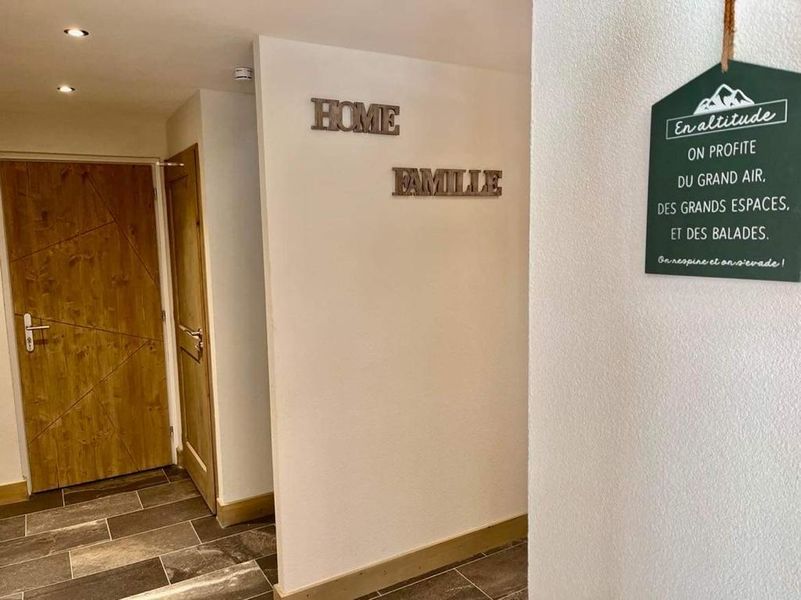 HOME
FAMILLE
En altitude
ON PROFITE
DU GRAND AIR,
DES GRANDS ESPACES,
ET DES BALADES.
On respire et on s'évade !